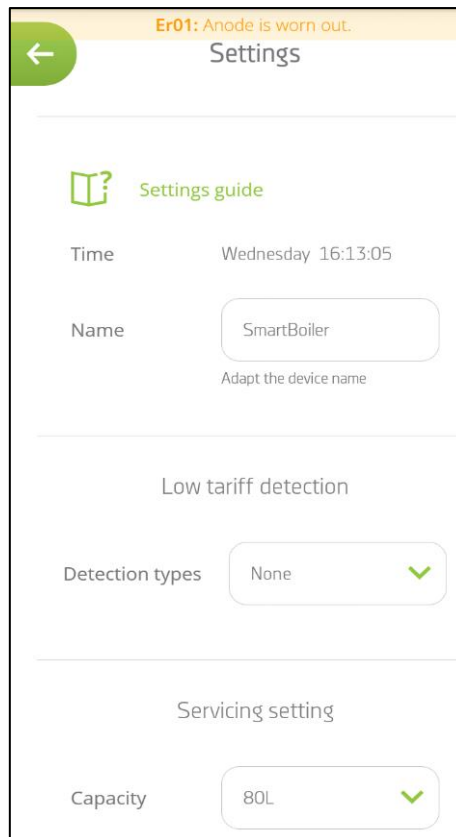 Er01: Anode is worn out.
Settings
Settings guide
Time Wednesday 16:13:05
Name SmartBoiler
Adapt the device name
Low tariff detection
Detection types None
Servicing setting
Capacity 80L